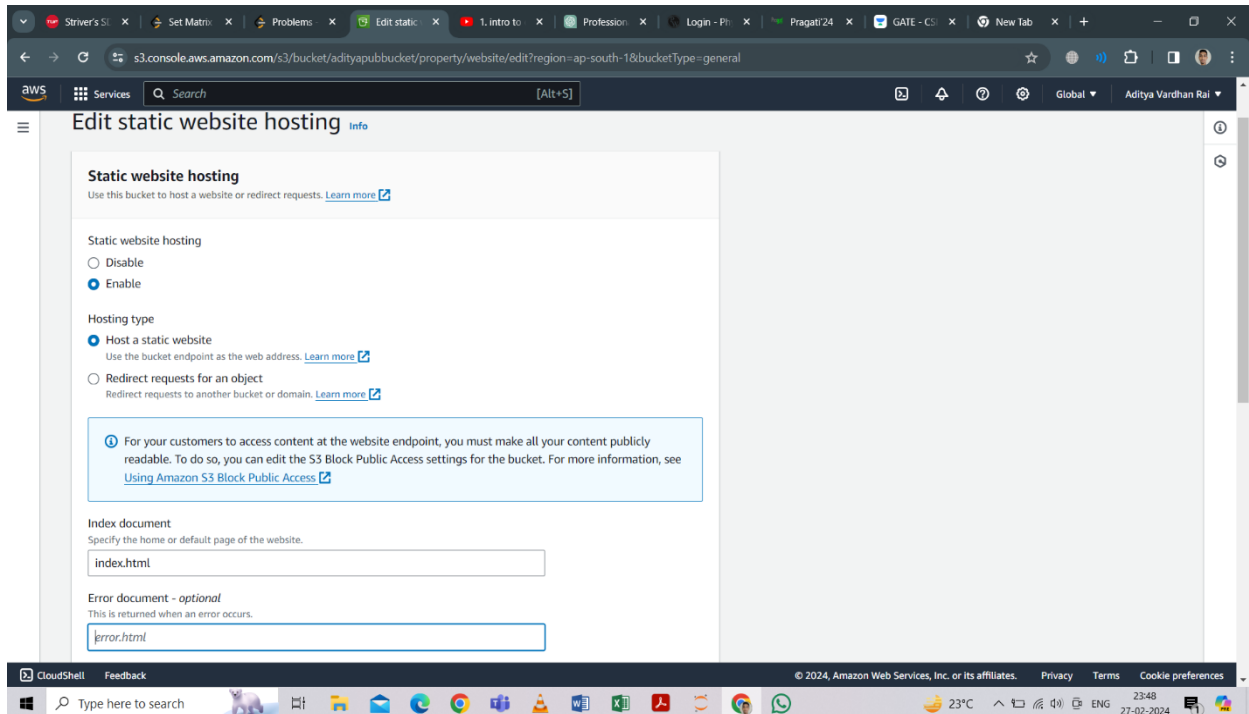 Striver's SD
Set Matrix
Problems
Edit static
1. intro to
Profession
Login - Ph
Pragati'24
GATE - CSI
New Tab
s3.console.aws.amazon.com/s3/bucket/adityapubbucket/property/website/edit?region=ap-south-1&bucketType=general
aws
Services
Search
[Alt+S]
Global
Aditya Vardhan Rai
Edit static website hosting Info
Static website hosting
Use this bucket to host a website or redirect requests. Learn more
Static website hosting
Disable
Enable
Hosting type
Host a static website
Use the bucket endpoint as the web address. Learn more
Redirect requests for an object
Redirect requests to another bucket or domain. Learn more
For your customers to access content at the website endpoint, you must make all your content publicly
readable. To do so, you can edit the S3 Block Public Access settings for the bucket. For more information, see
Using Amazon S3 Block Public Access
Index document
Specify the home or default page of the website.
index.html
Error document - optional
This is returned when an error occurs.
error.html
CloudShell Feedback
© 2024, Amazon Web Services, Inc. or its affiliates. Privacy Terms Cookie preferences
Type here to search
23°C
ENG
23:48
27-02-2024